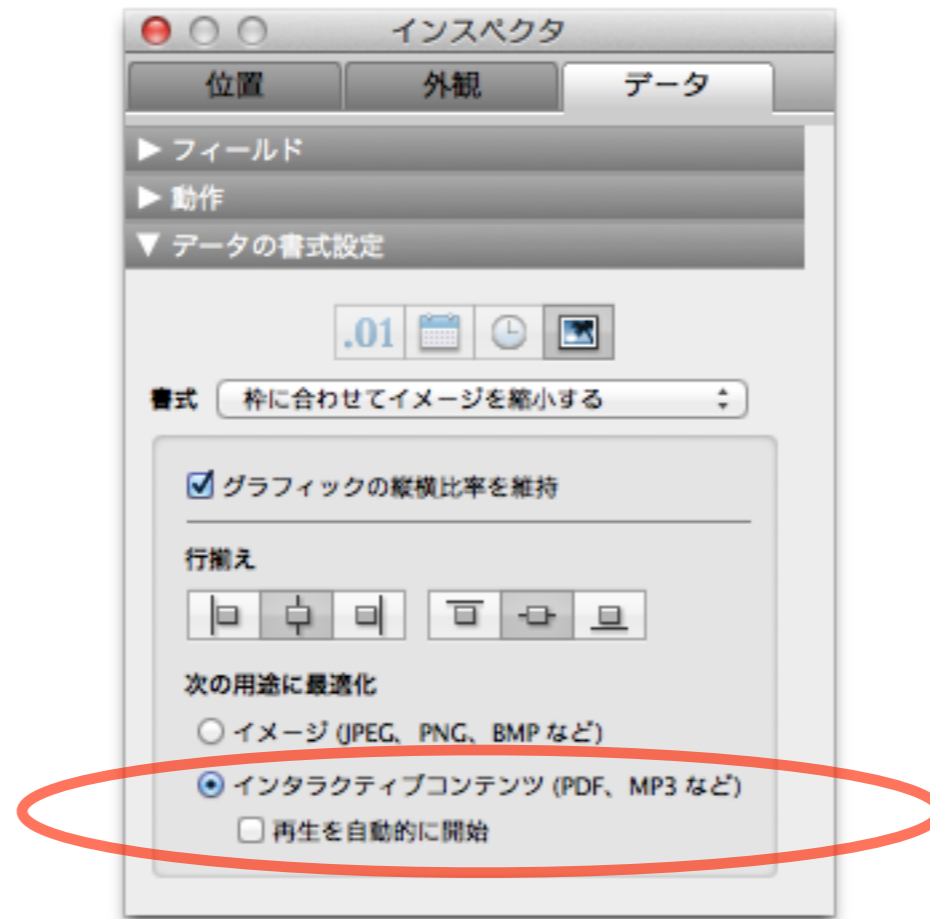 インスペクタ
位置 外観 データ
▶ フィールド
▶ 動作
▼ データの書式設定
.01
書式 枠に合わせてイメージを縮小する
グラフィックの縦横比率を維持
行揃え
次の用途に最適化
イメージ (JPEG、PNG、BMP など)
インタラクティブコンテンツ (PDF、MP3 など)
再生を自動的に開始